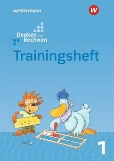 westermann
Denken und
Rechnen
Trainingsheft
1